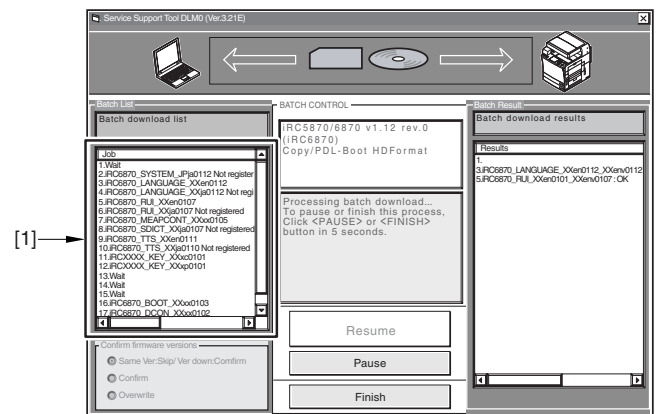 Service Support Tool DLM0 (Ver.3.21E)
Batch List
Batch download list
Job
1.Wait
2.iRC6870_SYSTEM_JPja0112 Not register
3.iRC6870_LANGUAGE_XXen0112
4.iRC6870_LANGUAGE_XXja0112 Not regi
5.iRC6870_RUI_XXen0107
6.iRC6870_RUI_XXja0107 Not registered
7.iRC6870_MEAPCONT_XXxx0105
8.iRC6870_SDICT_XXja0107 Not registered
9.iRC6870_TTS_XXen0111
10.iRC6870_TTS_XXja0110 Not registered
11.iRCXXXX_KEY_XXxc0101
12.iRCXXXX_KEY_XXxp0101
13.Wait
14.Wait
15.Wait
16.iRC6870_BOOT_XXxx0103
17.iRC6870_DCON_XXxx0102
[1]
Confirm firmware versions
Same Ver:Skip/ Ver down:Comfirm
Confirm
Overwrite
BATCH CONTROL
iRC5870/6870 v1.12 rev.0
(iRC6870)
Copy/PDL-Boot HDFormat
Processing batch download...
To pause or finish this process,
Click <PAUSE> or <FINISH>
button in 5 seconds.
Resume
Pause
Finish
Batch Result
Batch download results
Results
1.
3.iRC6870_LANGUAGE_XXen0112_XXenv0112
5.iRC6870_RUI_XXen0101_XXenv0107 : OK